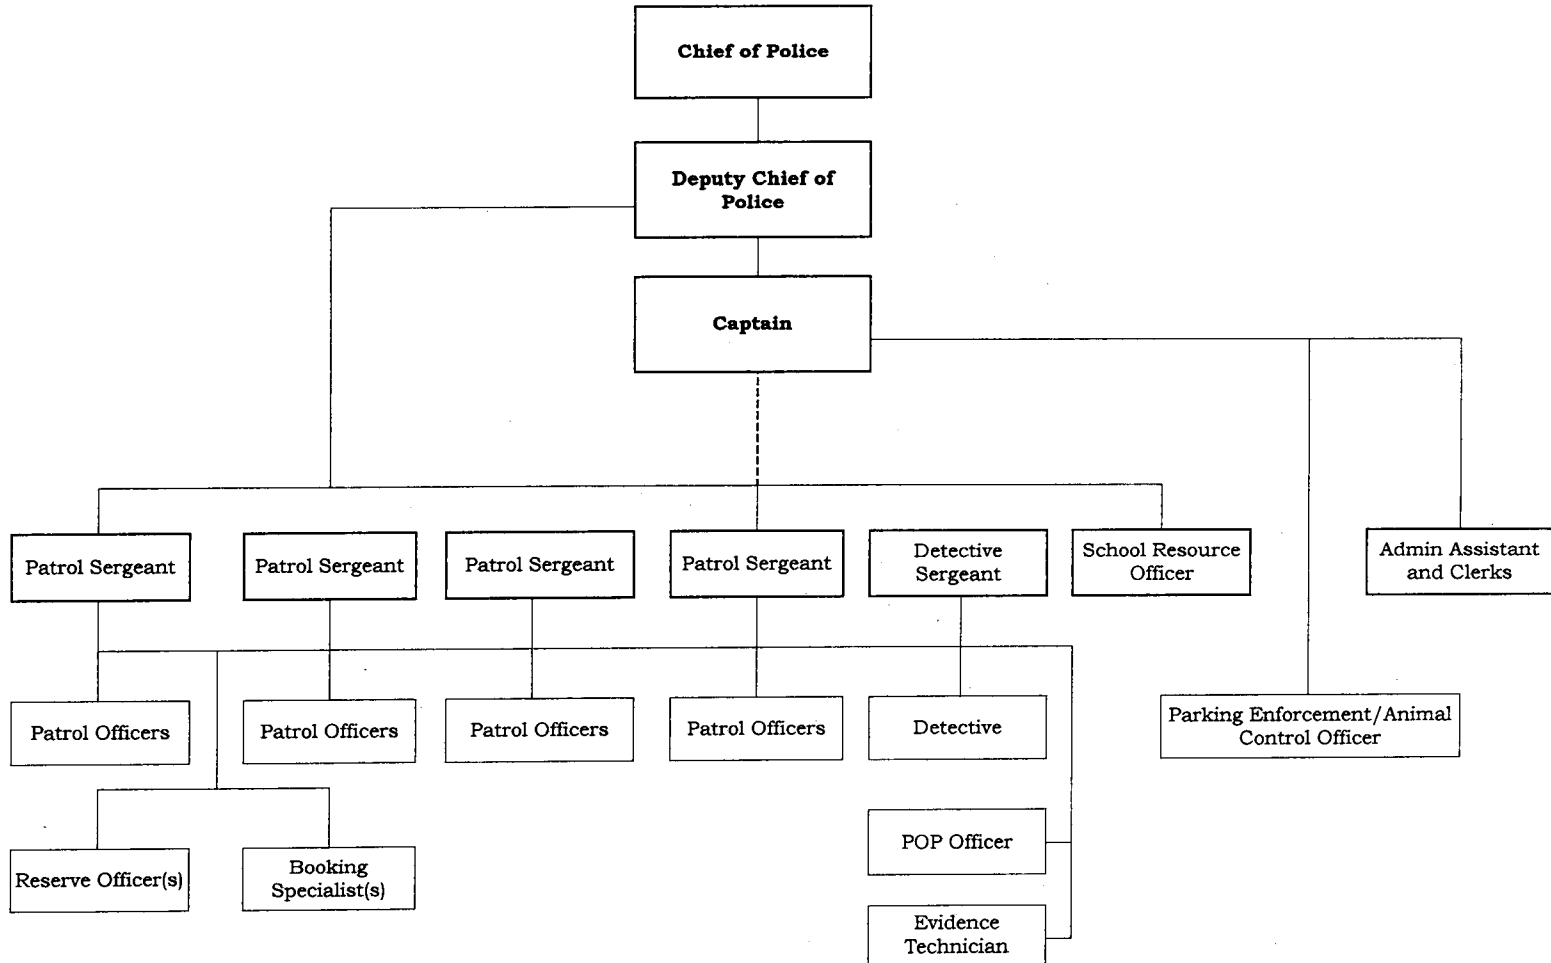 Chief of Police
Deputy Chief of
Police
Captain
Patrol Sergeant
Patrol Sergeant
Patrol Sergeant
Patrol Sergeant
Detective
Sergeant
School Resource
Officer
Admin Assistant
and Clerks
Patrol Officers
Patrol Officers
Patrol Officers
Patrol Officers
Detective
Parking Enforcement/Animal
Control Officer
POP Officer
Reserve Officer(s)
Booking
Specialist(s)
Evidence
Technician